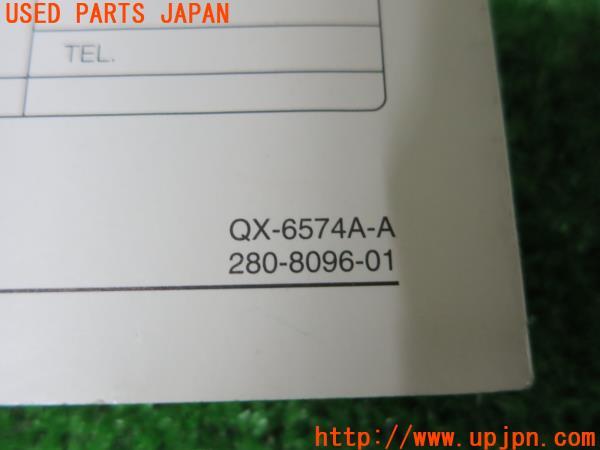 USED PARTS JAPAN
TEL.
QX-6574A-A
280-8096-01
http://www.upjpn.com/